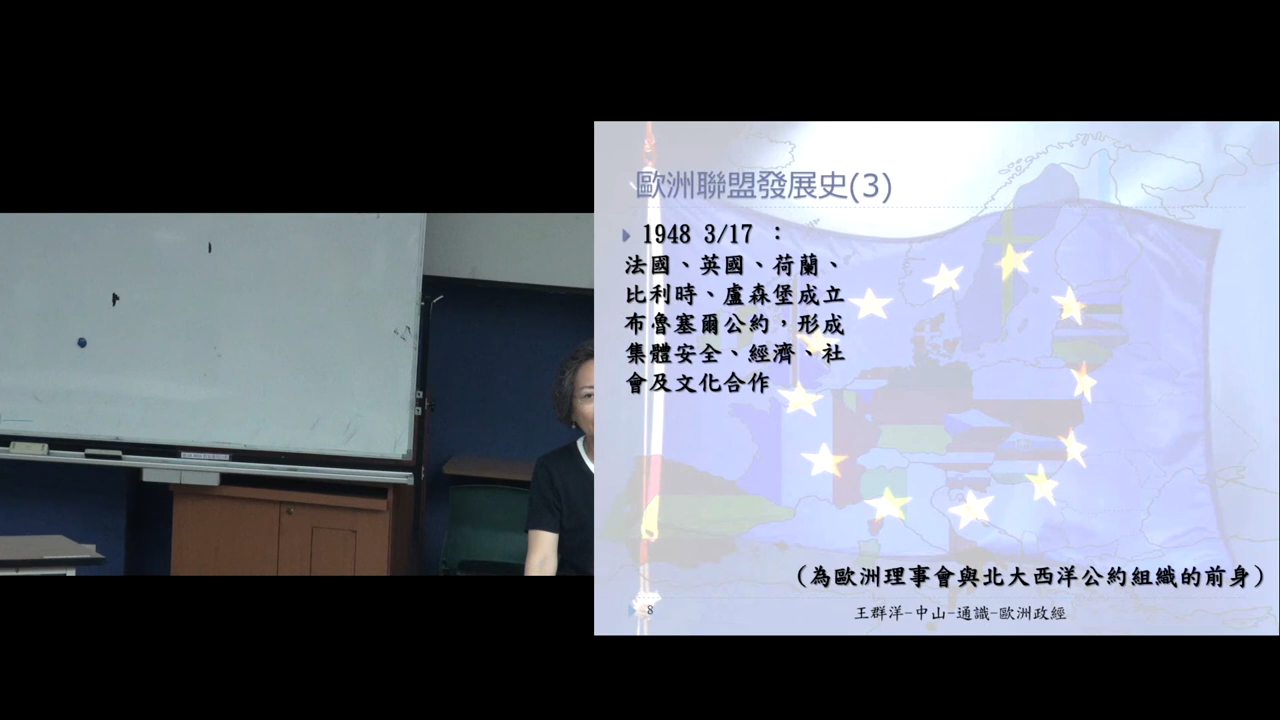 歐洲聯盟發展史(3)
1948 3/17 ：
法國、英國、荷蘭、
比利時、盧森堡成立
布魯塞爾公約，形成
集體安全、經濟、社
會及文化合作
(為歐洲理事會與北大西洋公約組織的前身)
8
王群洋-中山-通識-歐洲政經